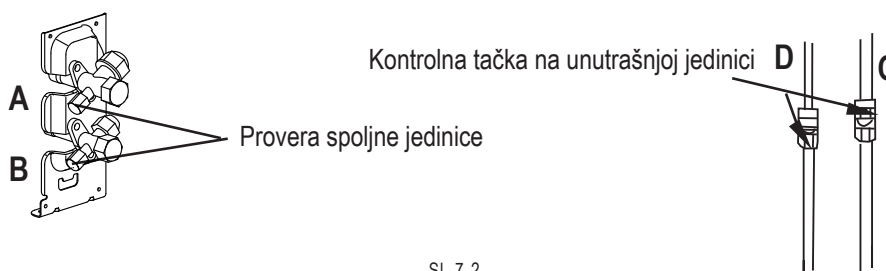 Kontrolna tačka na unutrašnjoj jedinici D C
A
Provera spoljne jedinice
B